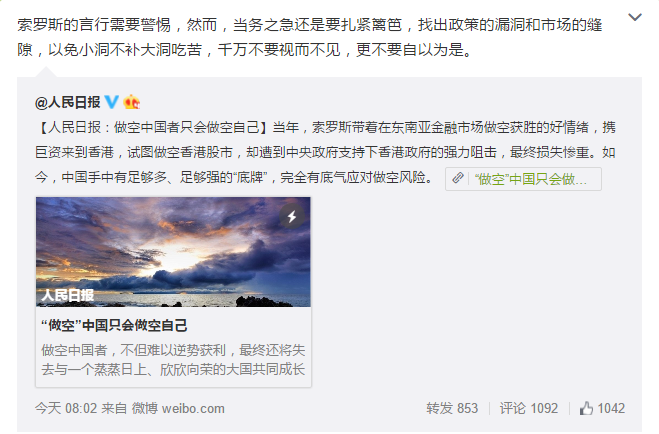 索罗斯的言行需要警惕，然而，当务之急还是要扎紧篱笆，找出政策的漏洞和市场的缝
隙，以免小洞不补大洞吃苦，千万不要视而不见，更不要自以为是。
@人民日报
【人民日报：做空中国者只会做空自己】当年，索罗斯带着在东南亚金融市场做空获胜的好情绪，携
巨资来到香港，试图做空香港股市，却遭到中央政府支持下香港政府的强力阻击，最终损失惨重。如
今，中国手中有足够多、足够强的“底牌”，完全有底气应对做空风险。 “做空”中国只会做...
人民日报
“做空”中国只会做空自己
做空中国者，不但难以逆势获利，最终还将失
去与一个蒸蒸日上、欣欣向荣的大国共同成长
今天 08:02 来自 微博 weibo.com 转发 853 评论 1092 1042